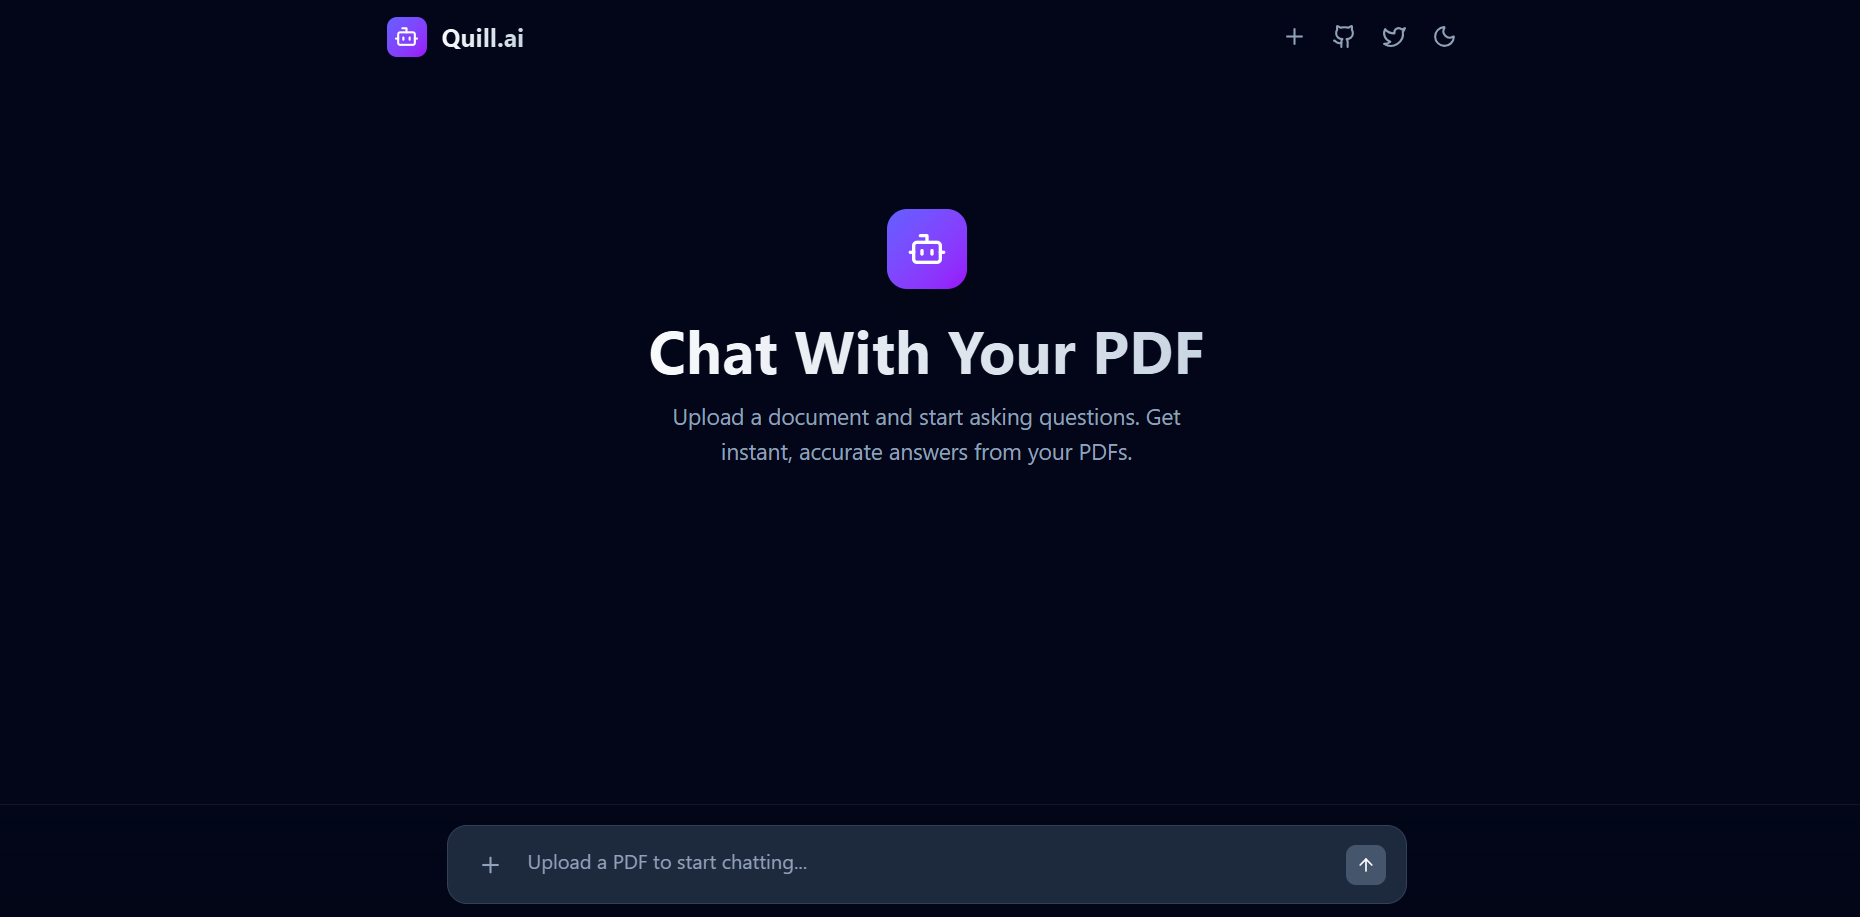 Quill.ai
Chat With Your PDF
Upload a document and start asking questions. Get
instant, accurate answers from your PDFs.
Upload a PDF to start chatting...